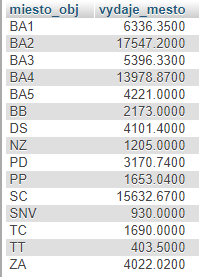 miesto_obj vydaje_mesto
BA1 6336.3500
BA2 17547.2000
BA3 5396.3300
BA4 13978.8700
BA5 4221.0000
BB 2173.0000
DS 4101.4000
NZ 1205.0000
PD 3170.7400
PP 1653.0400
SC 15632.6700
SNV 930.0000
TC 1690.0000
TT 403.5000
ZA 4022.0200